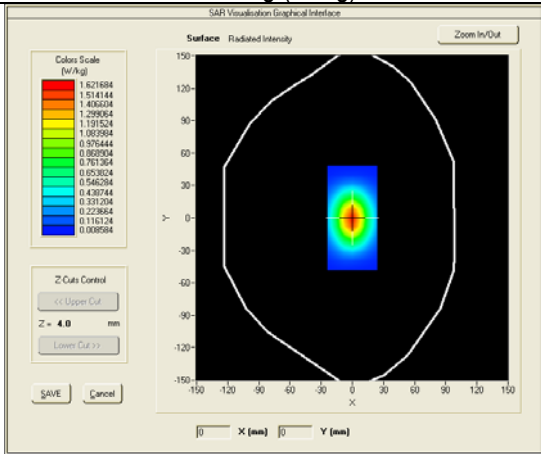 SAR Visualisation Graphical Interface
Surface Radiated Intensity
Zoom In/Out
Colors Scale
(W/kg)
1.621684
1.514144
1.406604
1.299064
1.191524
1.083984
0.976444
0.868904
0.761364
0.653824
0.546284
0.438744
0.331204
0.223664
0.116124
0.008584
150-
120-
90-
60-
30-
0-
-30-
-60-
-90-
-120-
-150-
Y
-150 -120 -90 -60 -30 0 30 60 90 120 150
X
Z Cuts Control
<< Upper Cut
Z = 4.0 mm
Lower Cut >>
SAVE Cancel
0 X (mm) 0 Y (mm)